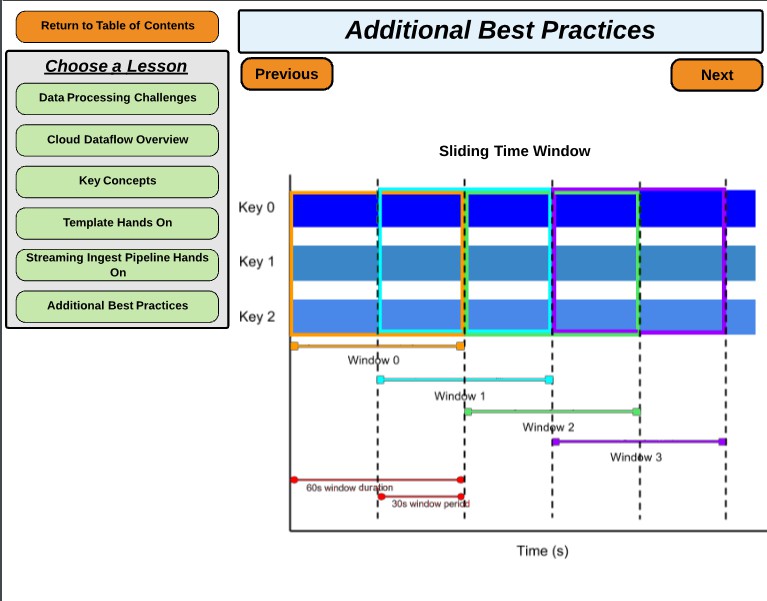 Return to Table of Contents
Additional Best Practices
Choose a Lesson
Data Processing Challenges
Cloud Dataflow Overview
Key Concepts
Template Hands On
Streaming Ingest Pipeline Hands
On
Additional Best Practices
Previous
Next
Sliding Time Window
Key 0
Key 1
Key 2
Window 0
Window 1
Window 2
Window 3
60s window duration
30s window period
Time (s)